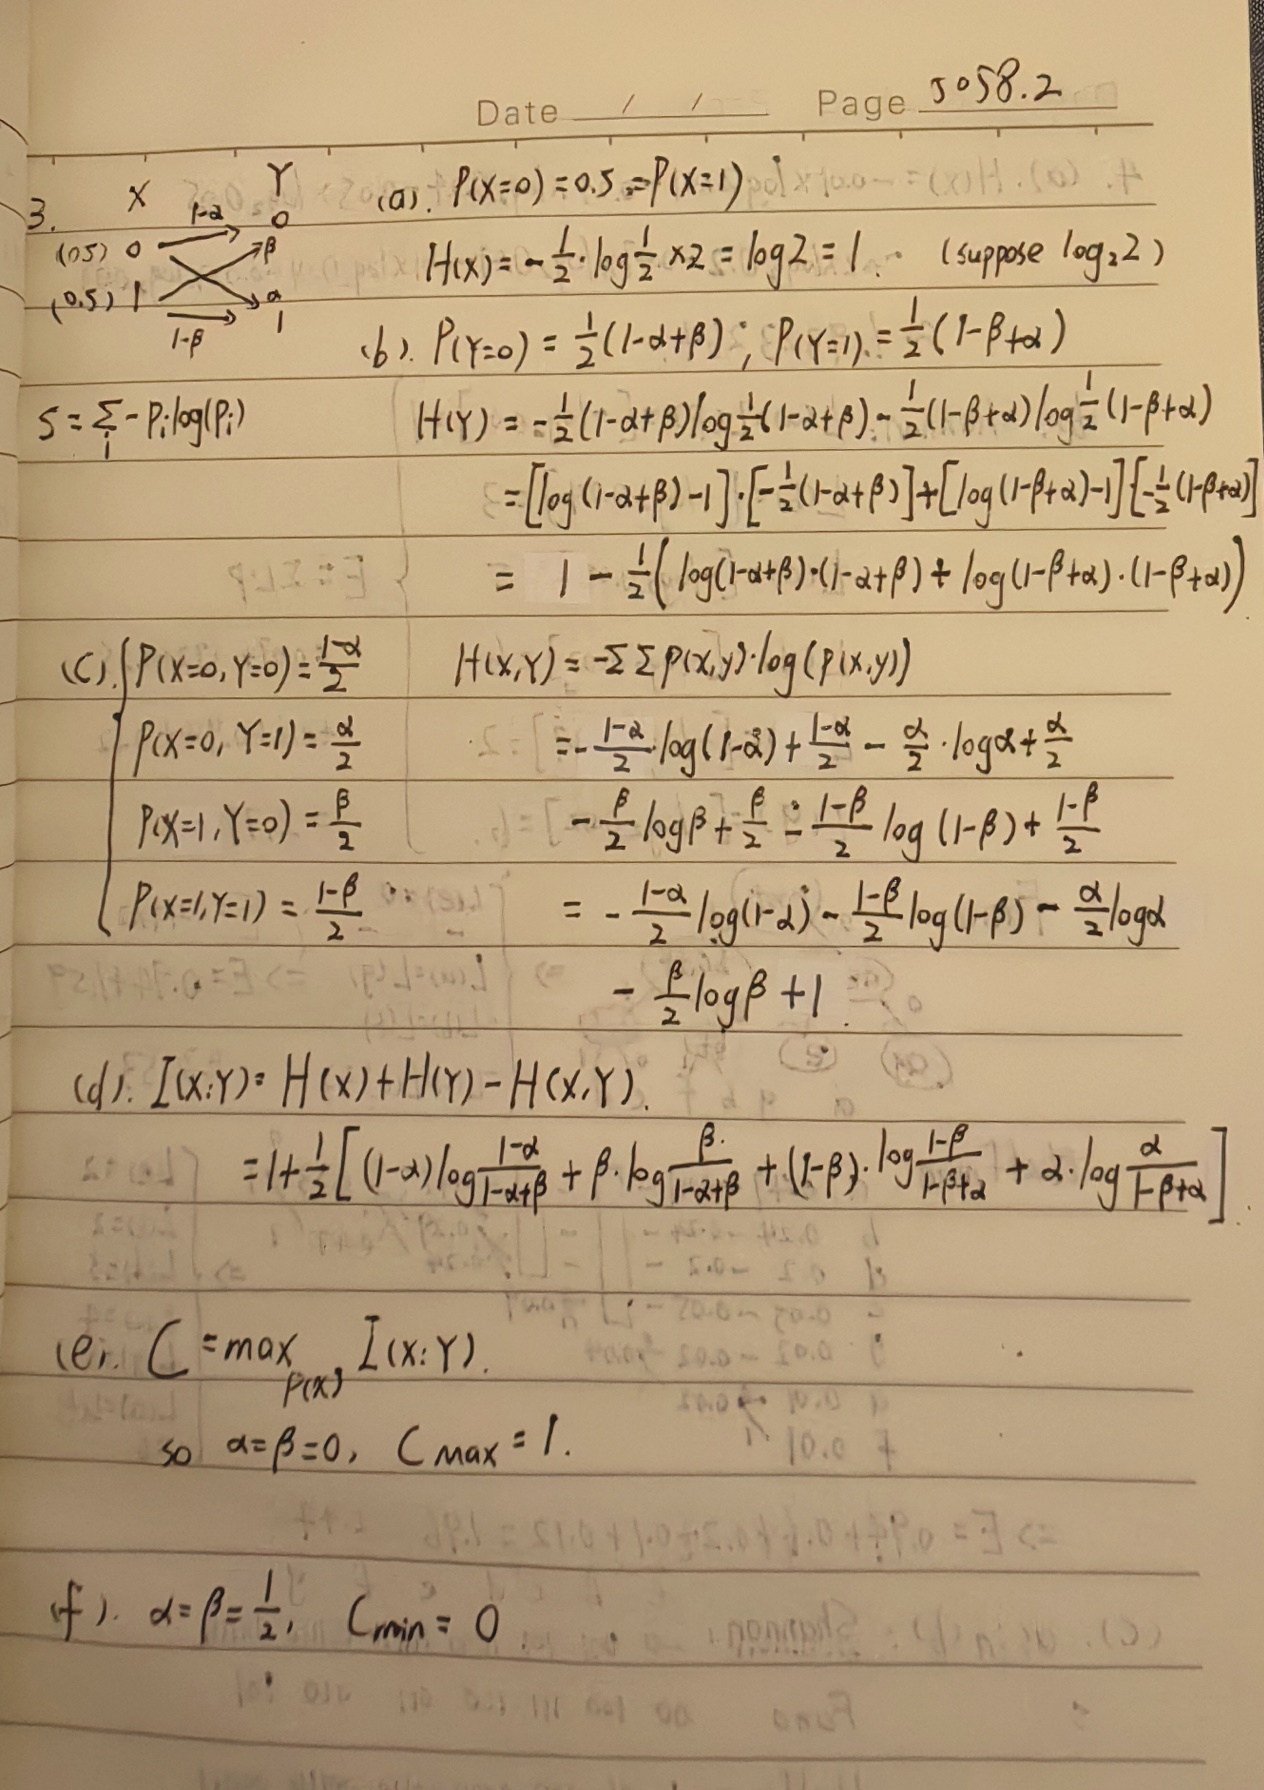 Date / / Page 5058.2
3. X Y
(0.5) 0 1-α 0
β
(0.5) 1 α
1-β 1
(a). P(X=0) = 0.5 = P(X=1)
H(X) = -1/2 · log 1/2 × 2 = log2 = 1. (suppose log₂2)
(b). P(Y=0) = 1/2 (1-α+β); P(Y=1) = 1/2 (1-β+α)
S = Σ_i - p_i log(p_i)
H(Y) = -1/2 (1-α+β) log 1/2 (1-α+β) - 1/2 (1-β+α) log 1/2 (1-β+α)
= [log(1-α+β) -1] · [-1/2 (1-α+β)] + [log(1-β+α) -1] [-1/2 (1-β+α)]
= 1 - 1/2 (log(1-α+β)·(1-α+β) + log(1-β+α)·(1-β+α))
(c). { P(X=0, Y=0) = (1-α)/2
P(X=0, Y=1) = α/2
P(X=1, Y=0) = β/2
P(X=1, Y=1) = (1-β)/2
H(X,Y) = -Σ Σ p(x,y)·log(p(x,y))
= -(1-α)/2 · log(1-α) + (1-α)/2 - α/2 · logα + α/2
- β/2 logβ + β/2 - (1-β)/2 log(1-β) + (1-β)/2
= -(1-α)/2 log(1-α) - (1-β)/2 log(1-β) - α/2 logα
- β/2 logβ + 1
(d). I(X:Y) = H(X) + H(Y) - H(X,Y).
= 1 + 1/2 [(1-α) log (1-α)/(1-α+β) + β · log β/(1-α+β) + (1-β) · log (1-β)/(1-β+α) + α · log α/(1-β+α)]
(e). C = max_{P(X)} I(X:Y).
so α=β=0, C max = 1.
(f). α=β=1/2, C min = 0